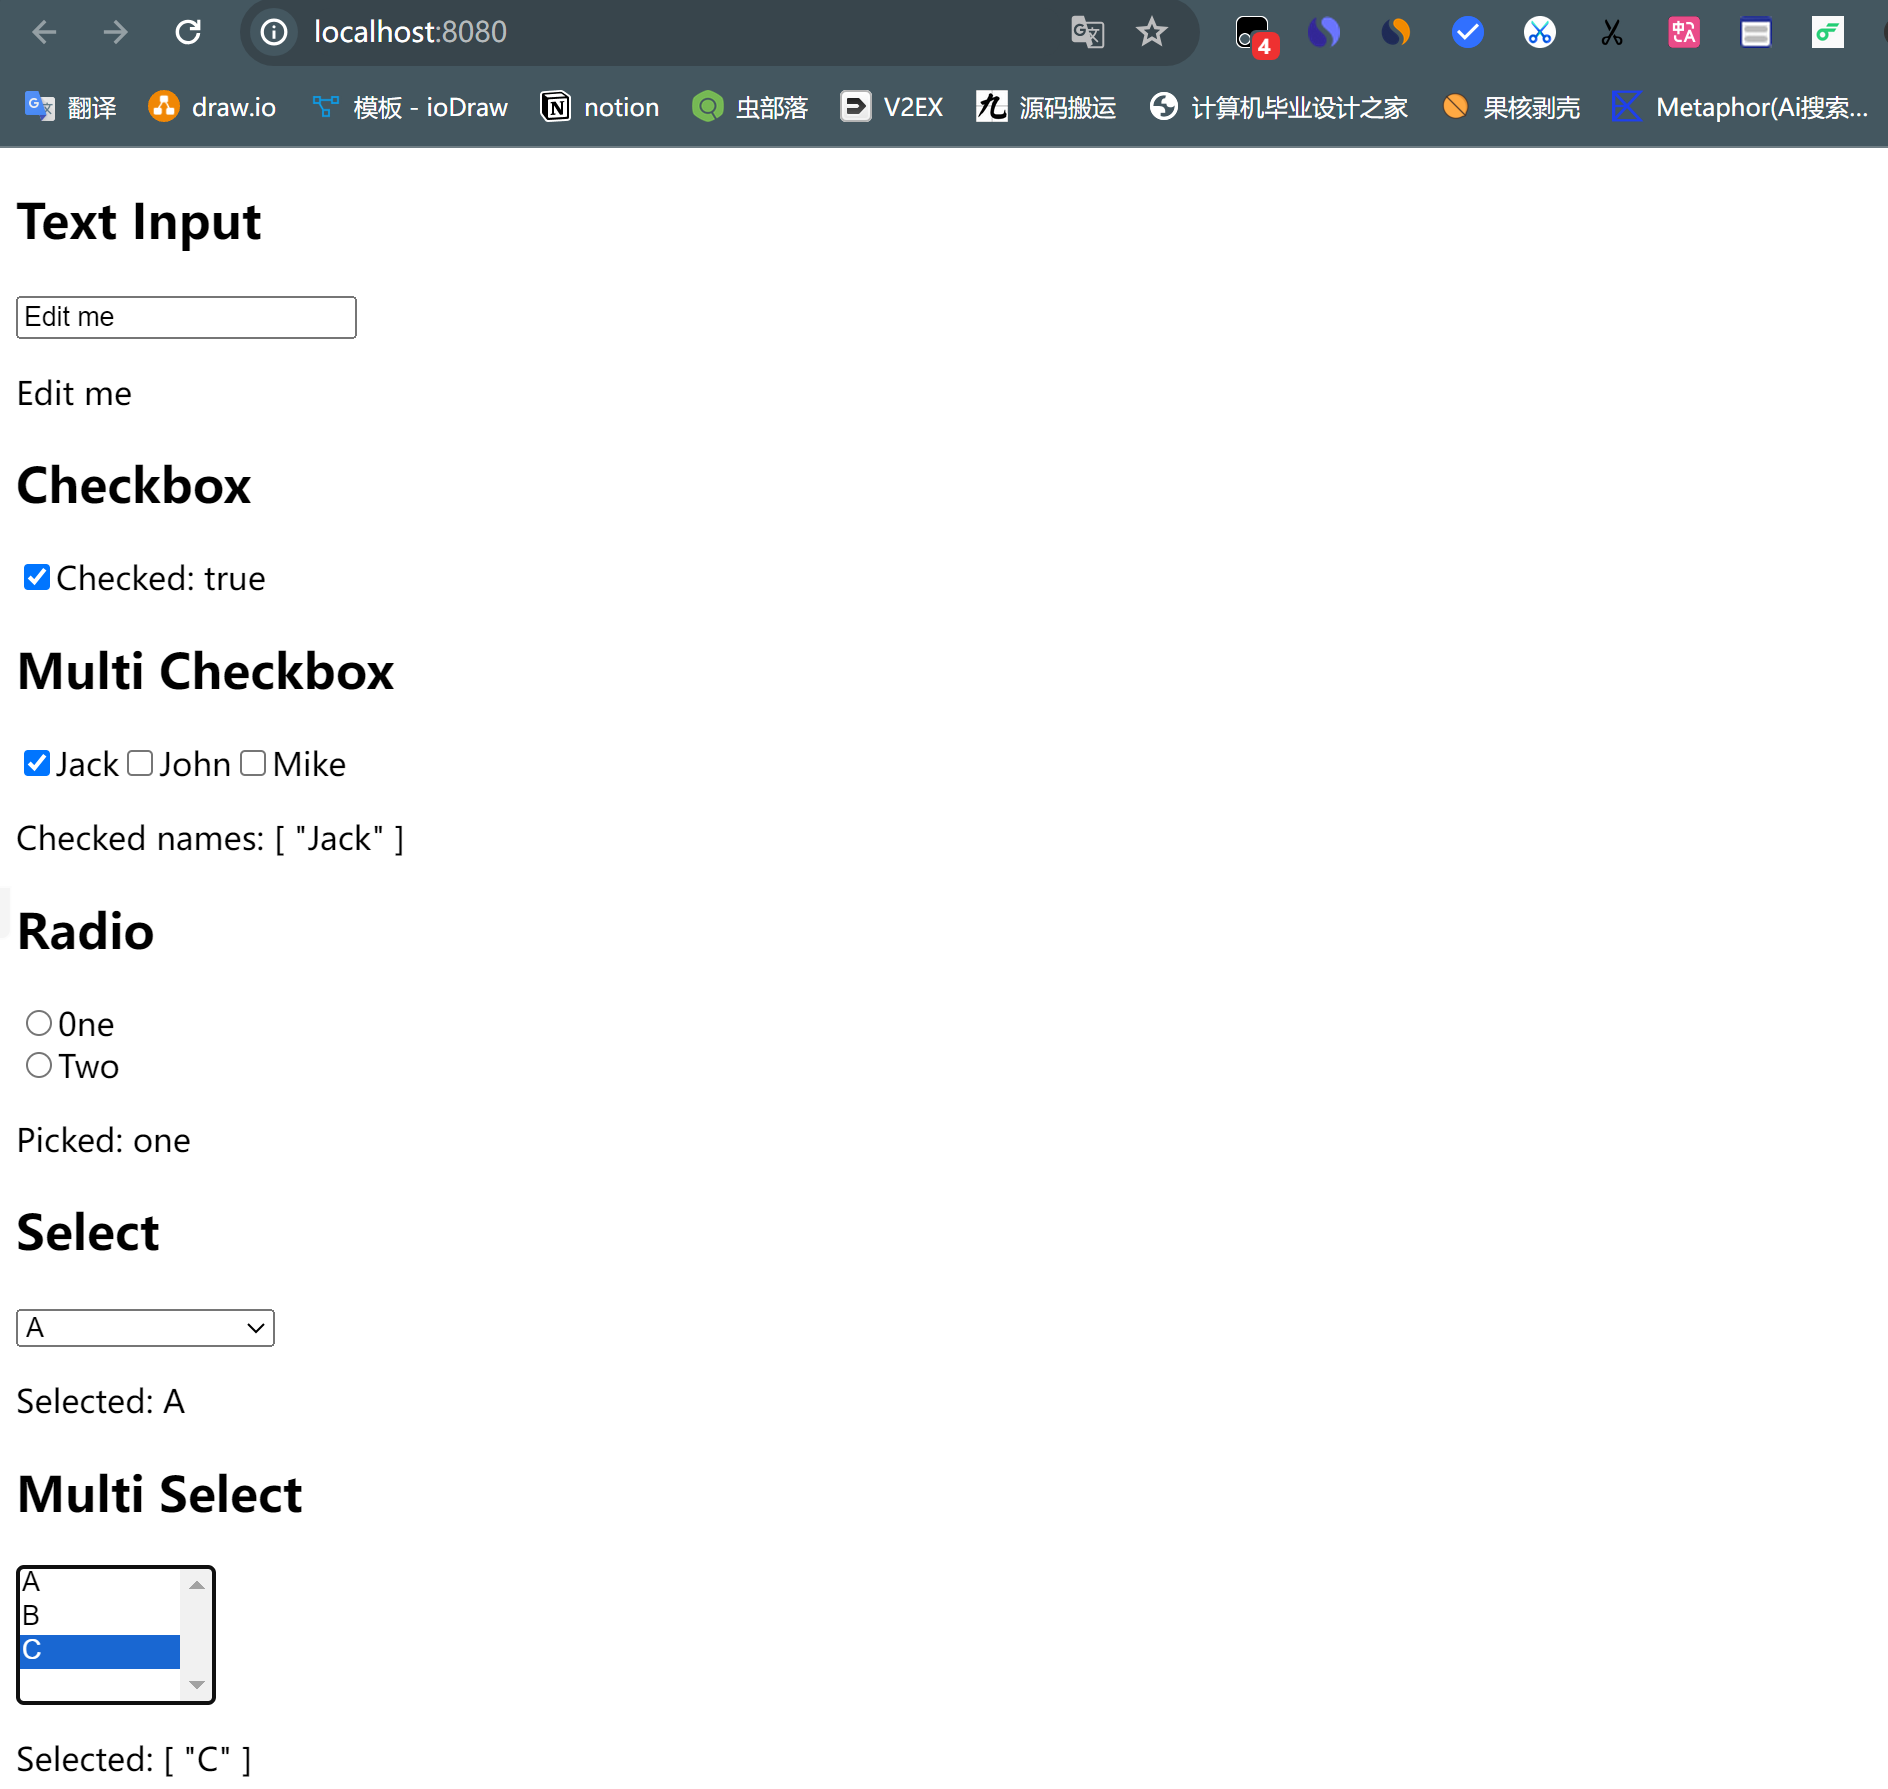 localhost:8080
4
翻译 draw.io 模板 - ioDraw notion 虫部落 V2EX 源码搬运 计算机毕业设计之家 果核剥壳 Metaphor(Ai搜索...
Text Input
Edit me
Edit me
Checkbox
Checked: true
Multi Checkbox
Jack John Mike
Checked names: [ "Jack" ]
Radio
0ne
Two
Picked: one
Select
A
Selected: A
Multi Select
A
B
C
Selected: [ "C" ]